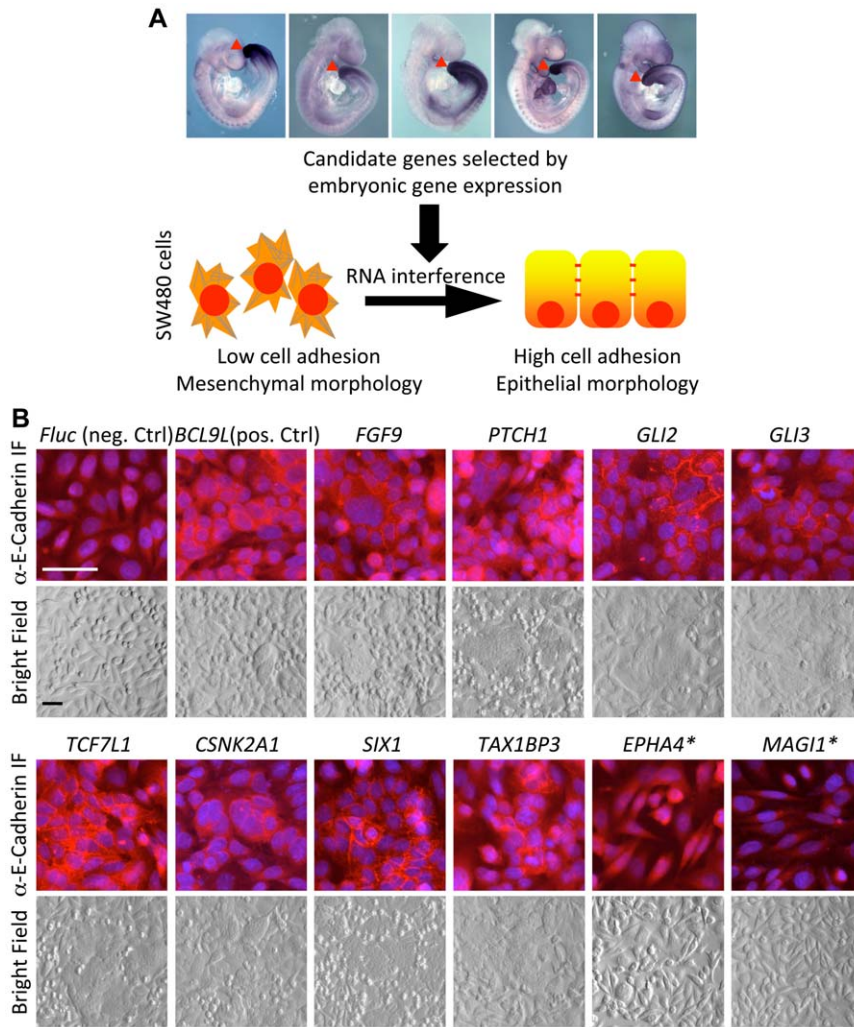 A
Candidate genes selected by
embryonic gene expression
SW480 cells
RNA interference
Low cell adhesion
Mesenchymal morphology
High cell adhesion
Epithelial morphology
B
Fluc (neg. Ctrl) BCL9L(pos. Ctrl) FGF9 PTCH1 GLI2 GLI3
α-E-Cadherin IF
Bright Field
TCF7L1 CSNK2A1 SIX1 TAX1BP3 EPHA4* MAGI1*
α-E-Cadherin IF
Bright Field